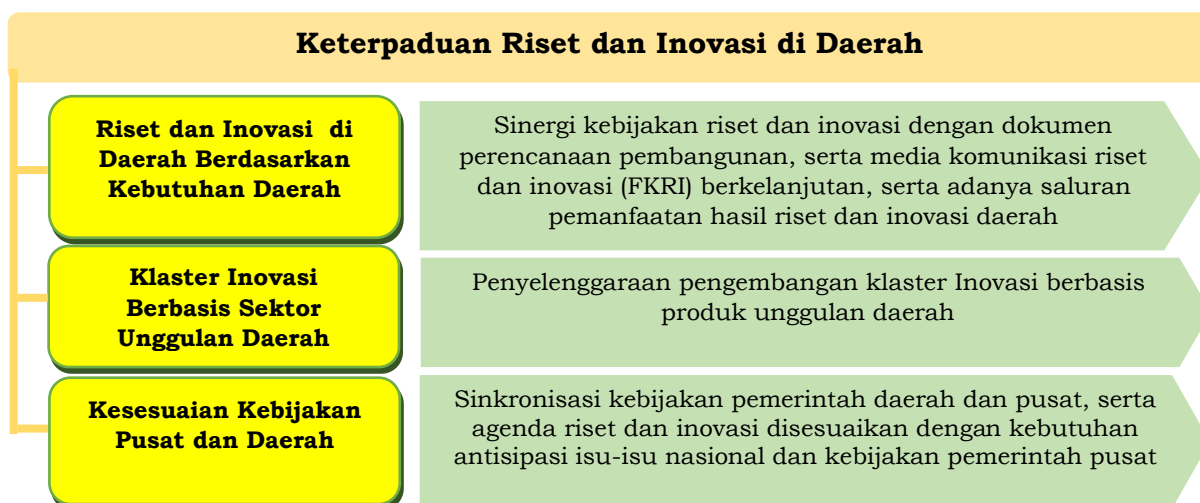 Keterpaduan Riset dan Inovasi di Daerah
Riset dan Inovasi di
Daerah Berdasarkan
Kebutuhan Daerah
Sinergi kebijakan riset dan inovasi dengan dokumen
perencanaan pembangunan, serta media komunikasi riset
dan inovasi (FKRI) berkelanjutan, serta adanya saluran
pemanfaatan hasil riset dan inovasi daerah
Klaster Inovasi
Berbasis Sektor
Unggulan Daerah
Penyelenggaraan pengembangan klaster Inovasi berbasis
produk unggulan daerah
Kesesuaian Kebijakan
Pusat dan Daerah
Sinkronisasi kebijakan pemerintah daerah dan pusat, serta
agenda riset dan inovasi disesuaikan dengan kebutuhan
antisipasi isu-isu nasional dan kebijakan pemerintah pusat